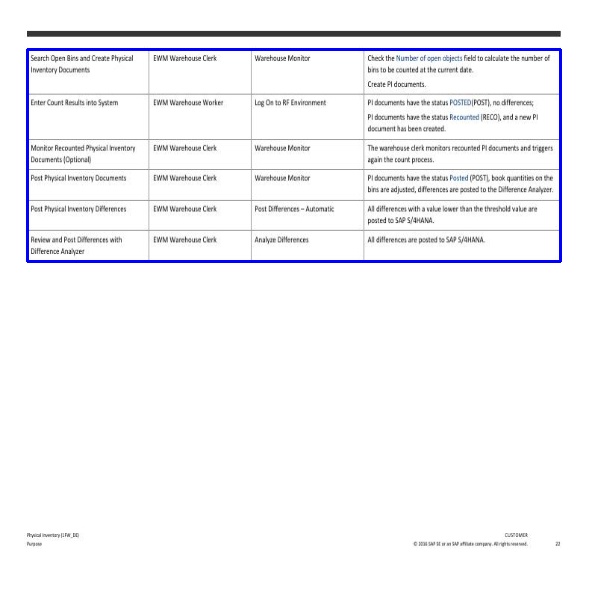 Search Open Bins and Create Physical Inventory Documents EWM Warehouse Clerk Warehouse Monitor Check the Number of open objects field to calculate the number of bins to be counted at the current date.
Create PI documents.
Enter Count Results into System EWM Warehouse Worker Log On to RF Environment PI documents have the status POSTED(POST), no differences;
PI documents have the status Recounted (RECO), and a new PI document has been created.
Monitor Recounted Physical Inventory Documents (Optional) EWM Warehouse Clerk Warehouse Monitor The warehouse clerk monitors recounted PI documents and triggers again the count process.
Post Physical Inventory Documents EWM Warehouse Clerk Warehouse Monitor PI documents have the status Posted (POST), book quantities on the bins are adjusted, differences are posted to the Difference Analyzer.
Post Physical Inventory Differences EWM Warehouse Clerk Post Differences – Automatic All differences with a value lower than the threshold value are posted to SAP S/4HANA.
Review and Post Differences with Difference Analyzer EWM Warehouse Clerk Analyze Differences All differences are posted to SAP S/4HANA.
Physical Inventory (1FW_DE) CUSTOMER
Purpose © 2016 SAP SE or an SAP affiliate company. All rights reserved. 22